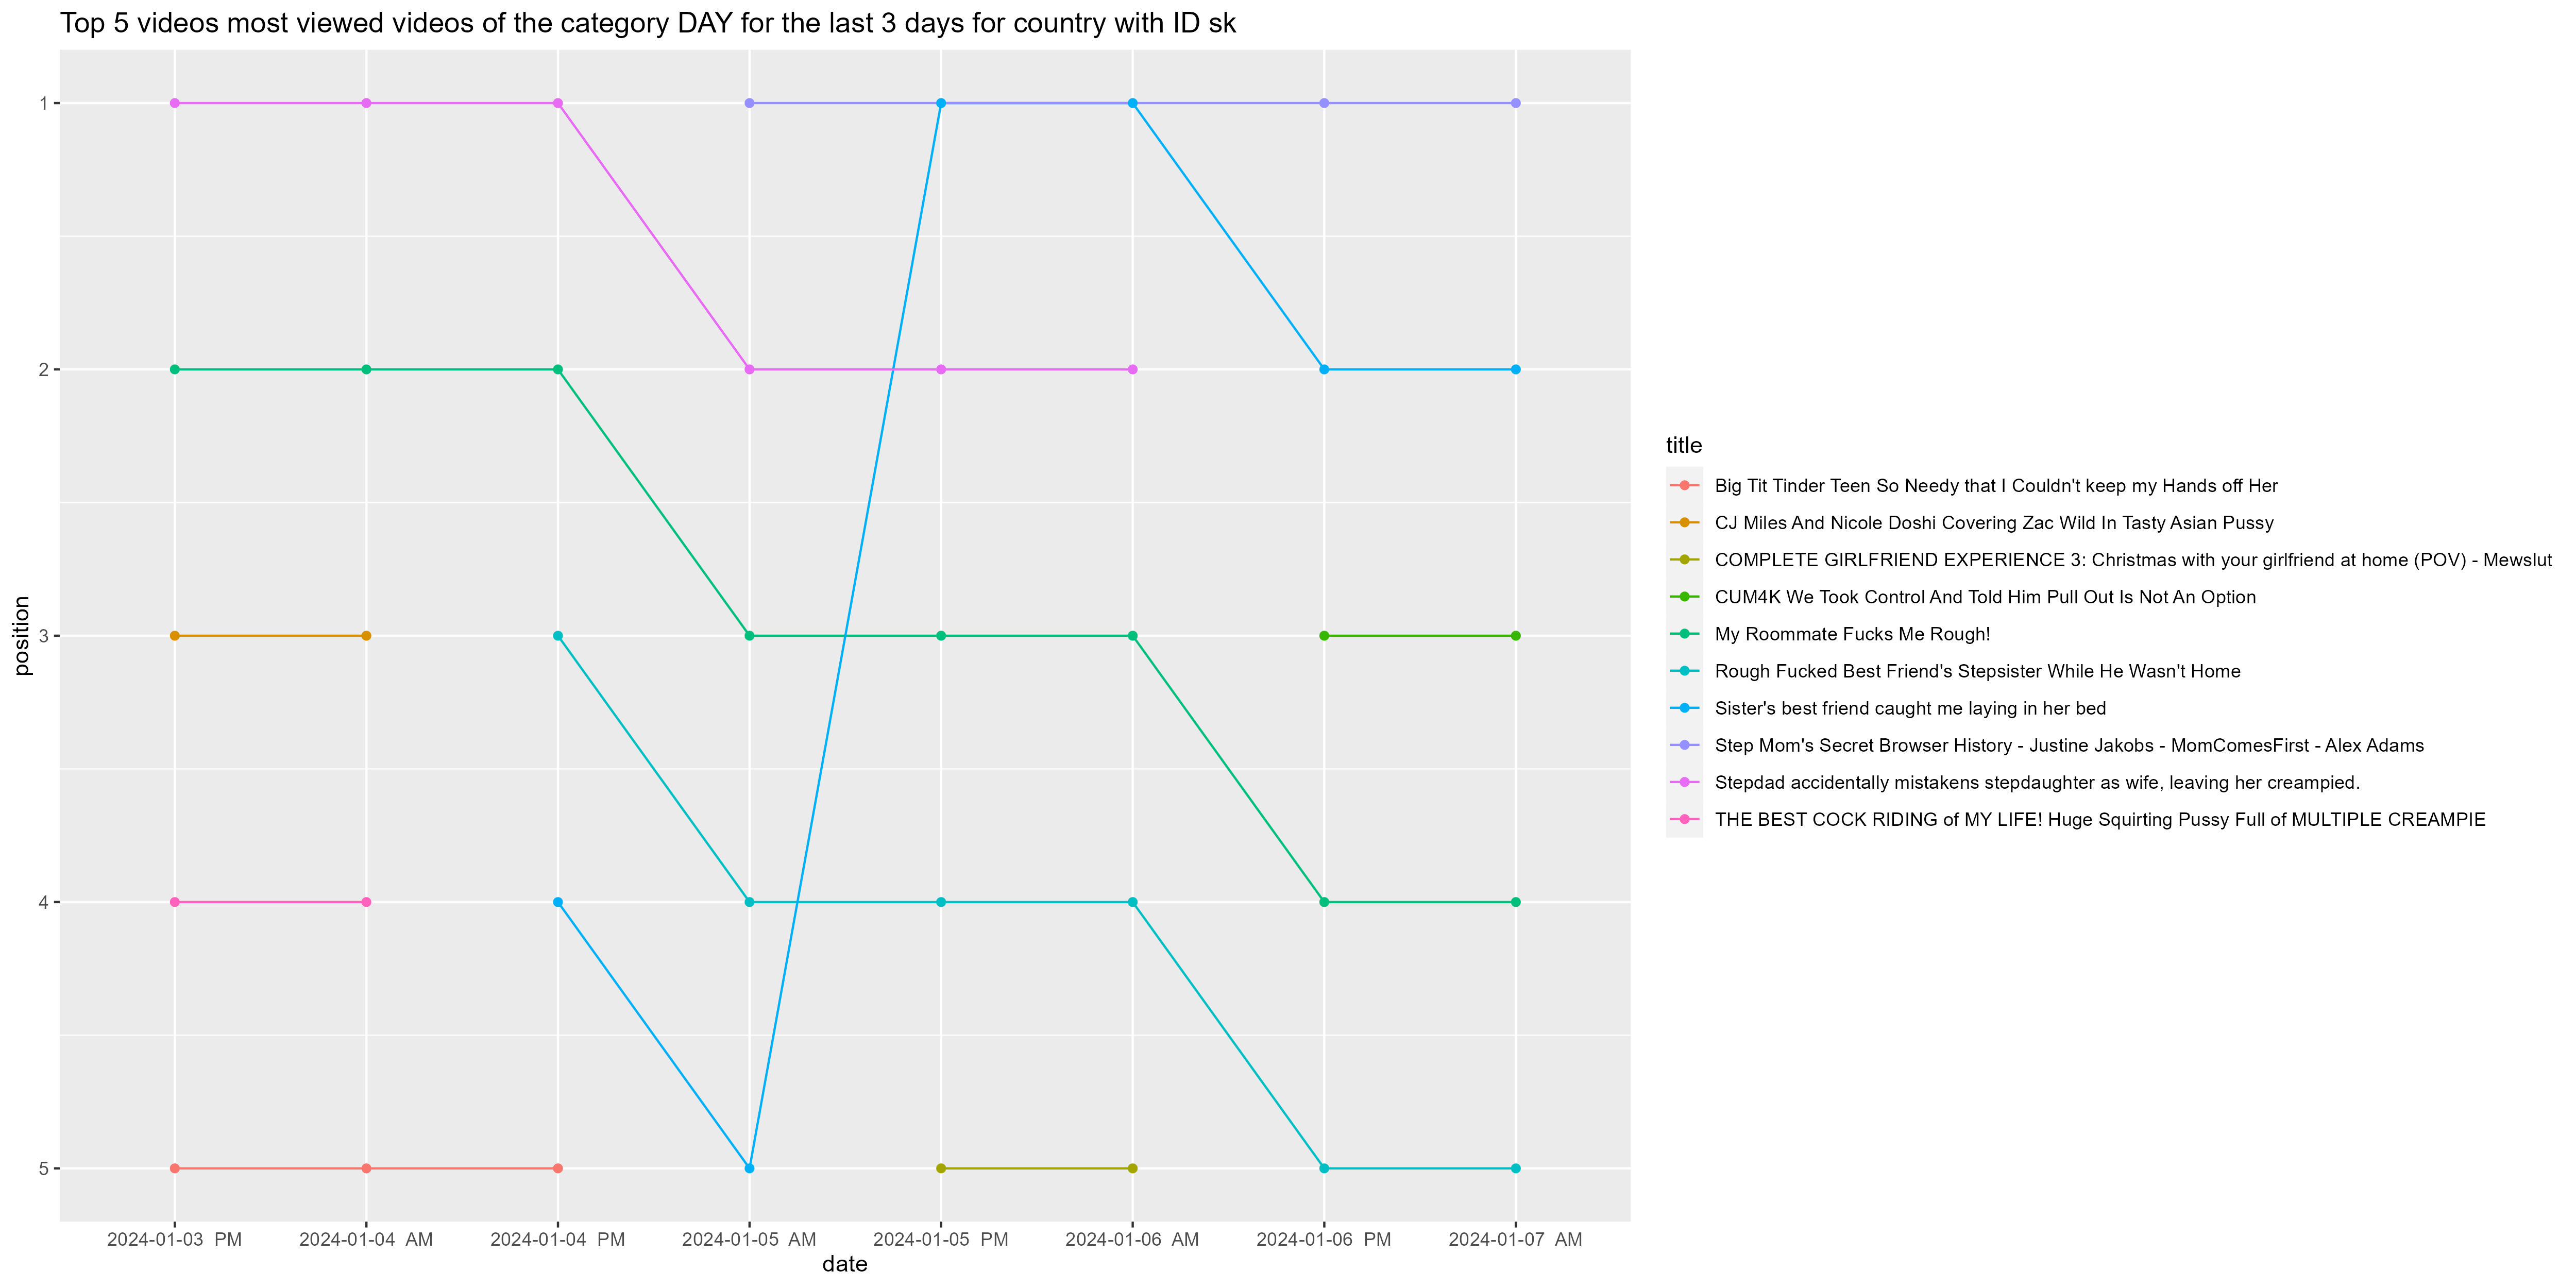 Top 5 videos most viewed videos of the category DAY for the last 3 days for country with ID sk
position
1
2
3
4
5
2024-01-03 PM
2024-01-04 AM
2024-01-04 PM
2024-01-05 AM
2024-01-05 PM
2024-01-06 AM
2024-01-06 PM
2024-01-07 AM
date
title
Big Tit Tinder Teen So Needy that I Couldn't keep my Hands off Her
CJ Miles And Nicole Doshi Covering Zac Wild In Tasty Asian Pussy
COMPLETE GIRLFRIEND EXPERIENCE 3: Christmas with your girlfriend at home (POV) - Mewslut
CUM4K We Took Control And Told Him Pull Out Is Not An Option
My Roommate Fucks Me Rough!
Rough Fucked Best Friend's Stepsister While He Wasn't Home
Sister's best friend caught me laying in her bed
Step Mom's Secret Browser History - Justine Jakobs - MomComesFirst - Alex Adams
Stepdad accidentally mistakens stepdaughter as wife, leaving her creampied.
THE BEST COCK RIDING of MY LIFE! Huge Squirting Pussy Full of MULTIPLE CREAMPIE